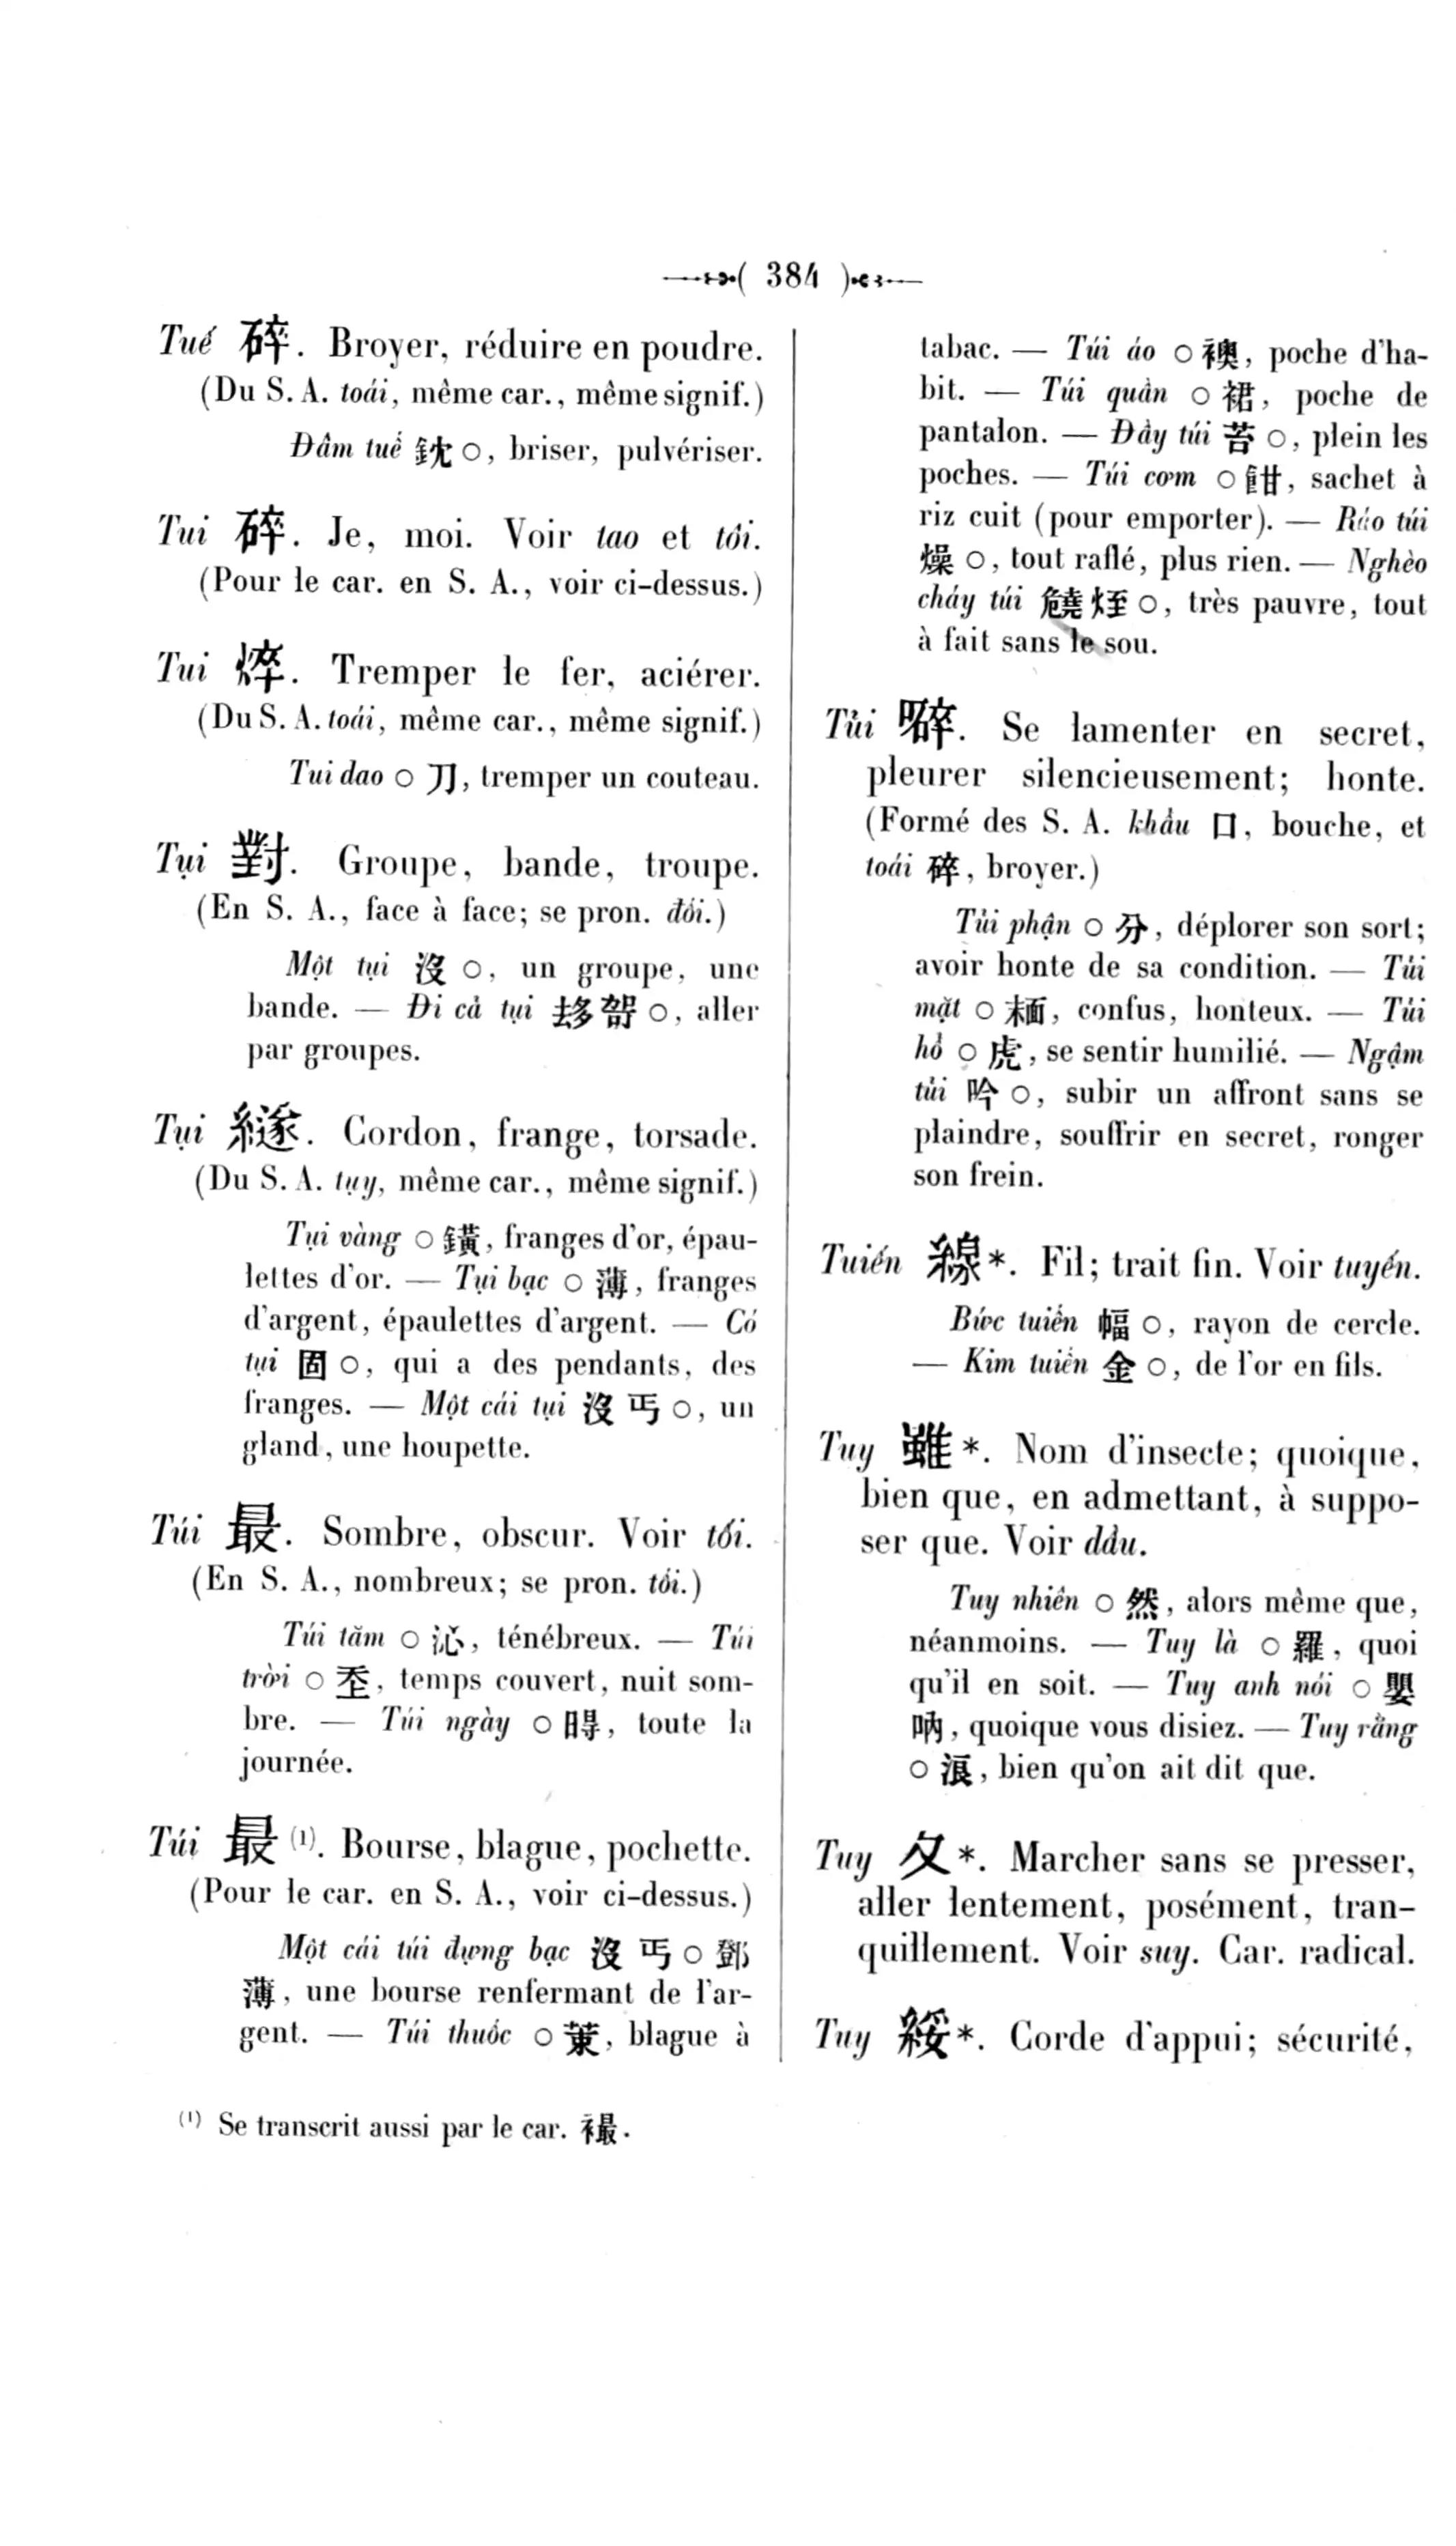 ( 384 )
Tuế 碎. Broyer, réduire en poudre.
(Du S. A. toái, même car., même signif.)
Đâm tuế 㧏 ○, briser, pulvériser.
Tui 碎. Je, moi. Voir tao et tôi.
(Pour le car. en S. A., voir ci-dessus.)
Tui 焠. Tremper le fer, aciérer.
(Du S. A. toái, même car., même signif.)
Tui dao ○ 刀, tremper un couteau.
Tụi 對. Groupe, bande, troupe.
(En S. A., face à face; se pron. đối.)
Một tụi 沒 ○, un groupe, une
bande. — Đi cả tụi 𠫾 哿 ○, aller
par groupes.
Tụi 繸. Cordon, frange, torsade.
(Du S. A. tụy, même car., même signif.)
Tụi vàng ○ 鐄, franges d'or, épau-
lettes d'or. — Tụi bạc ○ 薄, franges
d'argent, épaulettes d'argent. — Có
tụi 固 ○, qui a des pendants, des
franges. — Một cái tụi 沒 丐 ○, un
gland, une houpette.
Túi 最. Sombre, obscur. Voir tối.
(En S. A., nombreux; se pron. tối.)
Túi tăm ○ 沁, ténébreux. — Túi
trời ○ 𡗶, temps couvert, nuit som-
bre. — Túi ngày ○ 㝵, toute la
journée.
Túi 最 (1). Bourse, blague, pochette.
(Pour le car. en S. A., voir ci-dessus.)
Một cái túi đựng bạc 沒 丐 ○ 鄧
薄, une bourse renfermant de l'ar-
gent. — Túi thuốc ○ 葉, blague à
(1) Se transcrit aussi par le car. 襊.
tabac. — Túi áo ○ 襖, poche d'ha-
bit. — Túi quần ○ 裙, poche de
pantalon. — Đầy túi 苔 ○, plein les
poches. — Túi cơm ○ 𩚵, sachet à
riz cuit (pour emporter). — Ráo túi
燥 ○, tout raflé, plus rien. — Nghèo
cháy túi 𠨪 𤈜 ○, très pauvre, tout
à fait sans le sou.
Tủi 啐. Se lamenter en secret,
pleurer silencieusement; honte.
(Formé des S. A. khẩu 口, bouche, et
toái 碎, broyer.)
Tủi phận ○ 分, déplorer son sort;
avoir honte de sa condition. — Tủi
mặt ○ 𩈘, confus, honteux. — Tủi
hổ ○ 虎, se sentir humilié. — Ngậm
tủi 吟 ○, subir un affront sans se
plaindre, souffrir en secret, ronger
son frein.
Tuiến 線*. Fil; trait fin. Voir tuyến.
Bức tuiến 幅 ○, rayon de cercle.
— Kim tuiến 金 ○, de l'or en fils.
Tuy 雖*. Nom d'insecte; quoique,
bien que, en admettant, à suppo-
ser que. Voir dầu.
Tuy nhiên ○ 然, alors même que,
néanmoins. — Tuy là ○ 羅, quoi
qu'il en soit. — Tuy anh nói ○ 嬰
吶, quoique vous disiez. — Tuy rằng
○ 浪, bien qu'on ait dit que.
Tuy 夂*. Marcher sans se presser,
aller lentement, posément, tran-
quillement. Voir suy. Car. radical.
Tuy 綏*. Corde d'appui; sécurité,